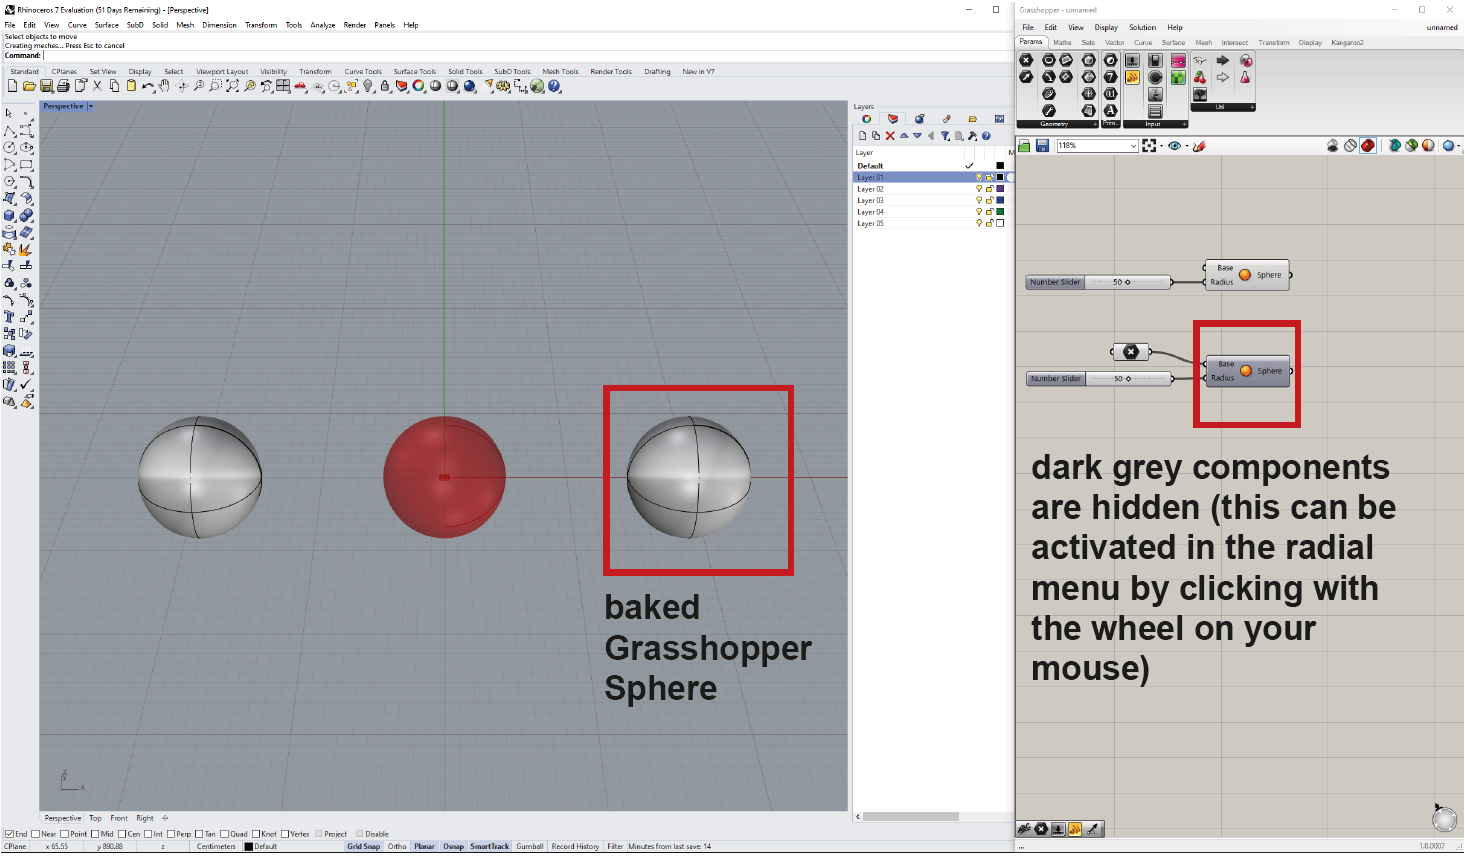 Rhinoceros 7 Evaluation (51 Days Remaining) - [Perspective]
File Edit View Curve Surface SubD Solid Mesh Dimension Transform Tools Analyze Render Panels Help
Select objects to move
Creating meshes... Press Esc to cancel
Command:
Standard CPlanes Set View Display Select Viewport Layout Visibility Transform Curve Tools Surface Tools Solid Tools SubD Tools Mesh Tools Render Tools Drafting New in V7
Perspective
Layers
Layer M
Default
Layer 01
Layer 02
Layer 03
Layer 04
Layer 05
baked
Grasshopper
Sphere
y
x
Perspective Top Front Right
End Near Point Mid Cen Int Perp Tan Quad Knot Vertex Project Disable
CPlane x 65.55 y 890.88 z Centimeters Default Grid Snap Ortho Planar Osnap SmartTrack Gumball Record History Filter Minutes from last save: 14
Grasshopper - unnamed
File Edit View Display Solution Help unnamed
Params Maths Sets Vector Curve Surface Mesh Intersect Transform Display Kangaroo2
Geometry Prim... Input Util
118%
Number Slider 50
Base
Radius
Sphere
Number Slider 50
Base
Radius
Sphere
dark grey components
are hidden (this can be
activated in the radial
menu by clicking with
the wheel on your
mouse)
... 1.0.0007